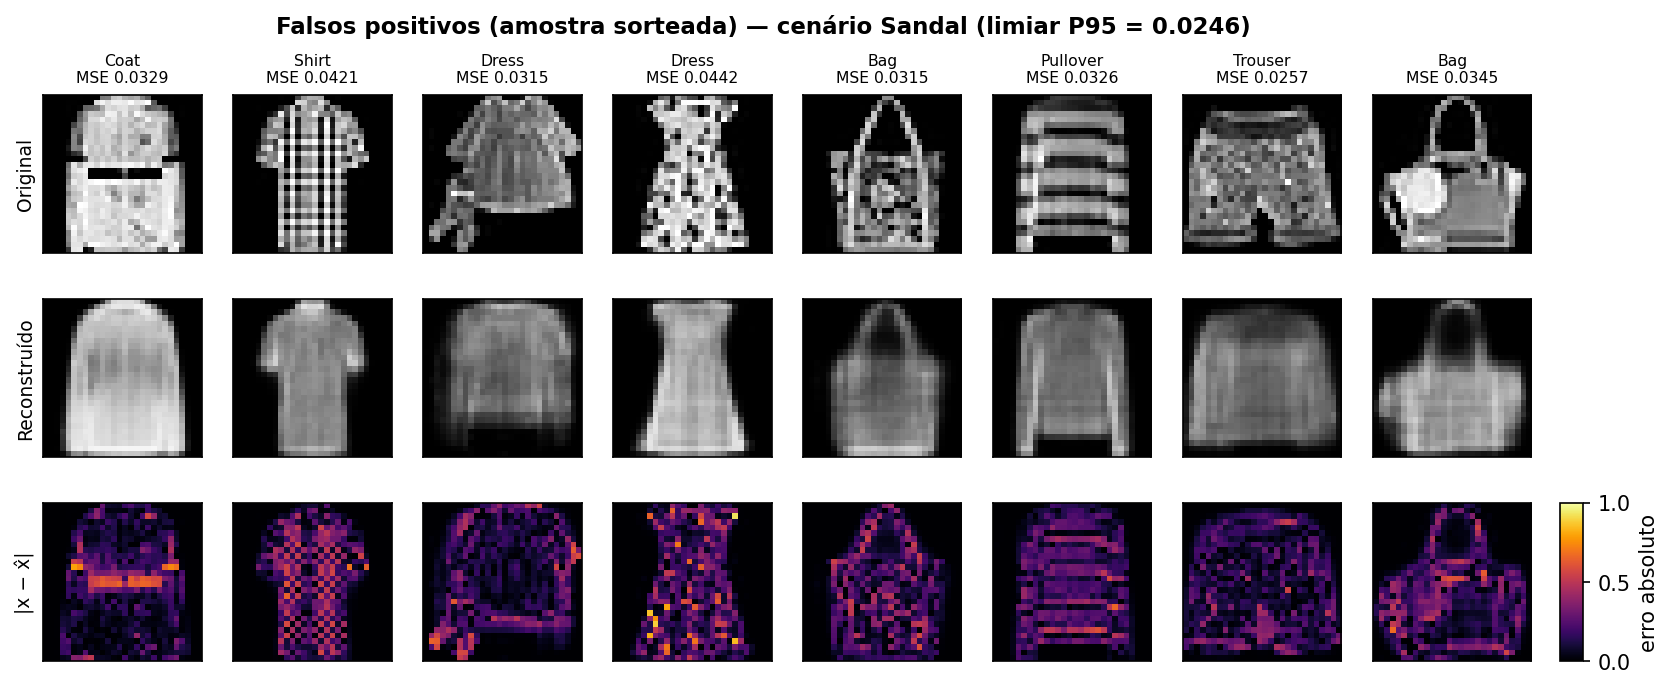 Falsos positivos (amostra sorteada) — cenário Sandal (limiar P95 = 0.0246)
Coat
MSE 0.0329
Shirt
MSE 0.0421
Dress
MSE 0.0315
Dress
MSE 0.0442
Bag
MSE 0.0315
Pullover
MSE 0.0326
Trouser
MSE 0.0257
Bag
MSE 0.0345
Original
Reconstruído
|x − x̂|
1.0
0.5
0.0
erro absoluto